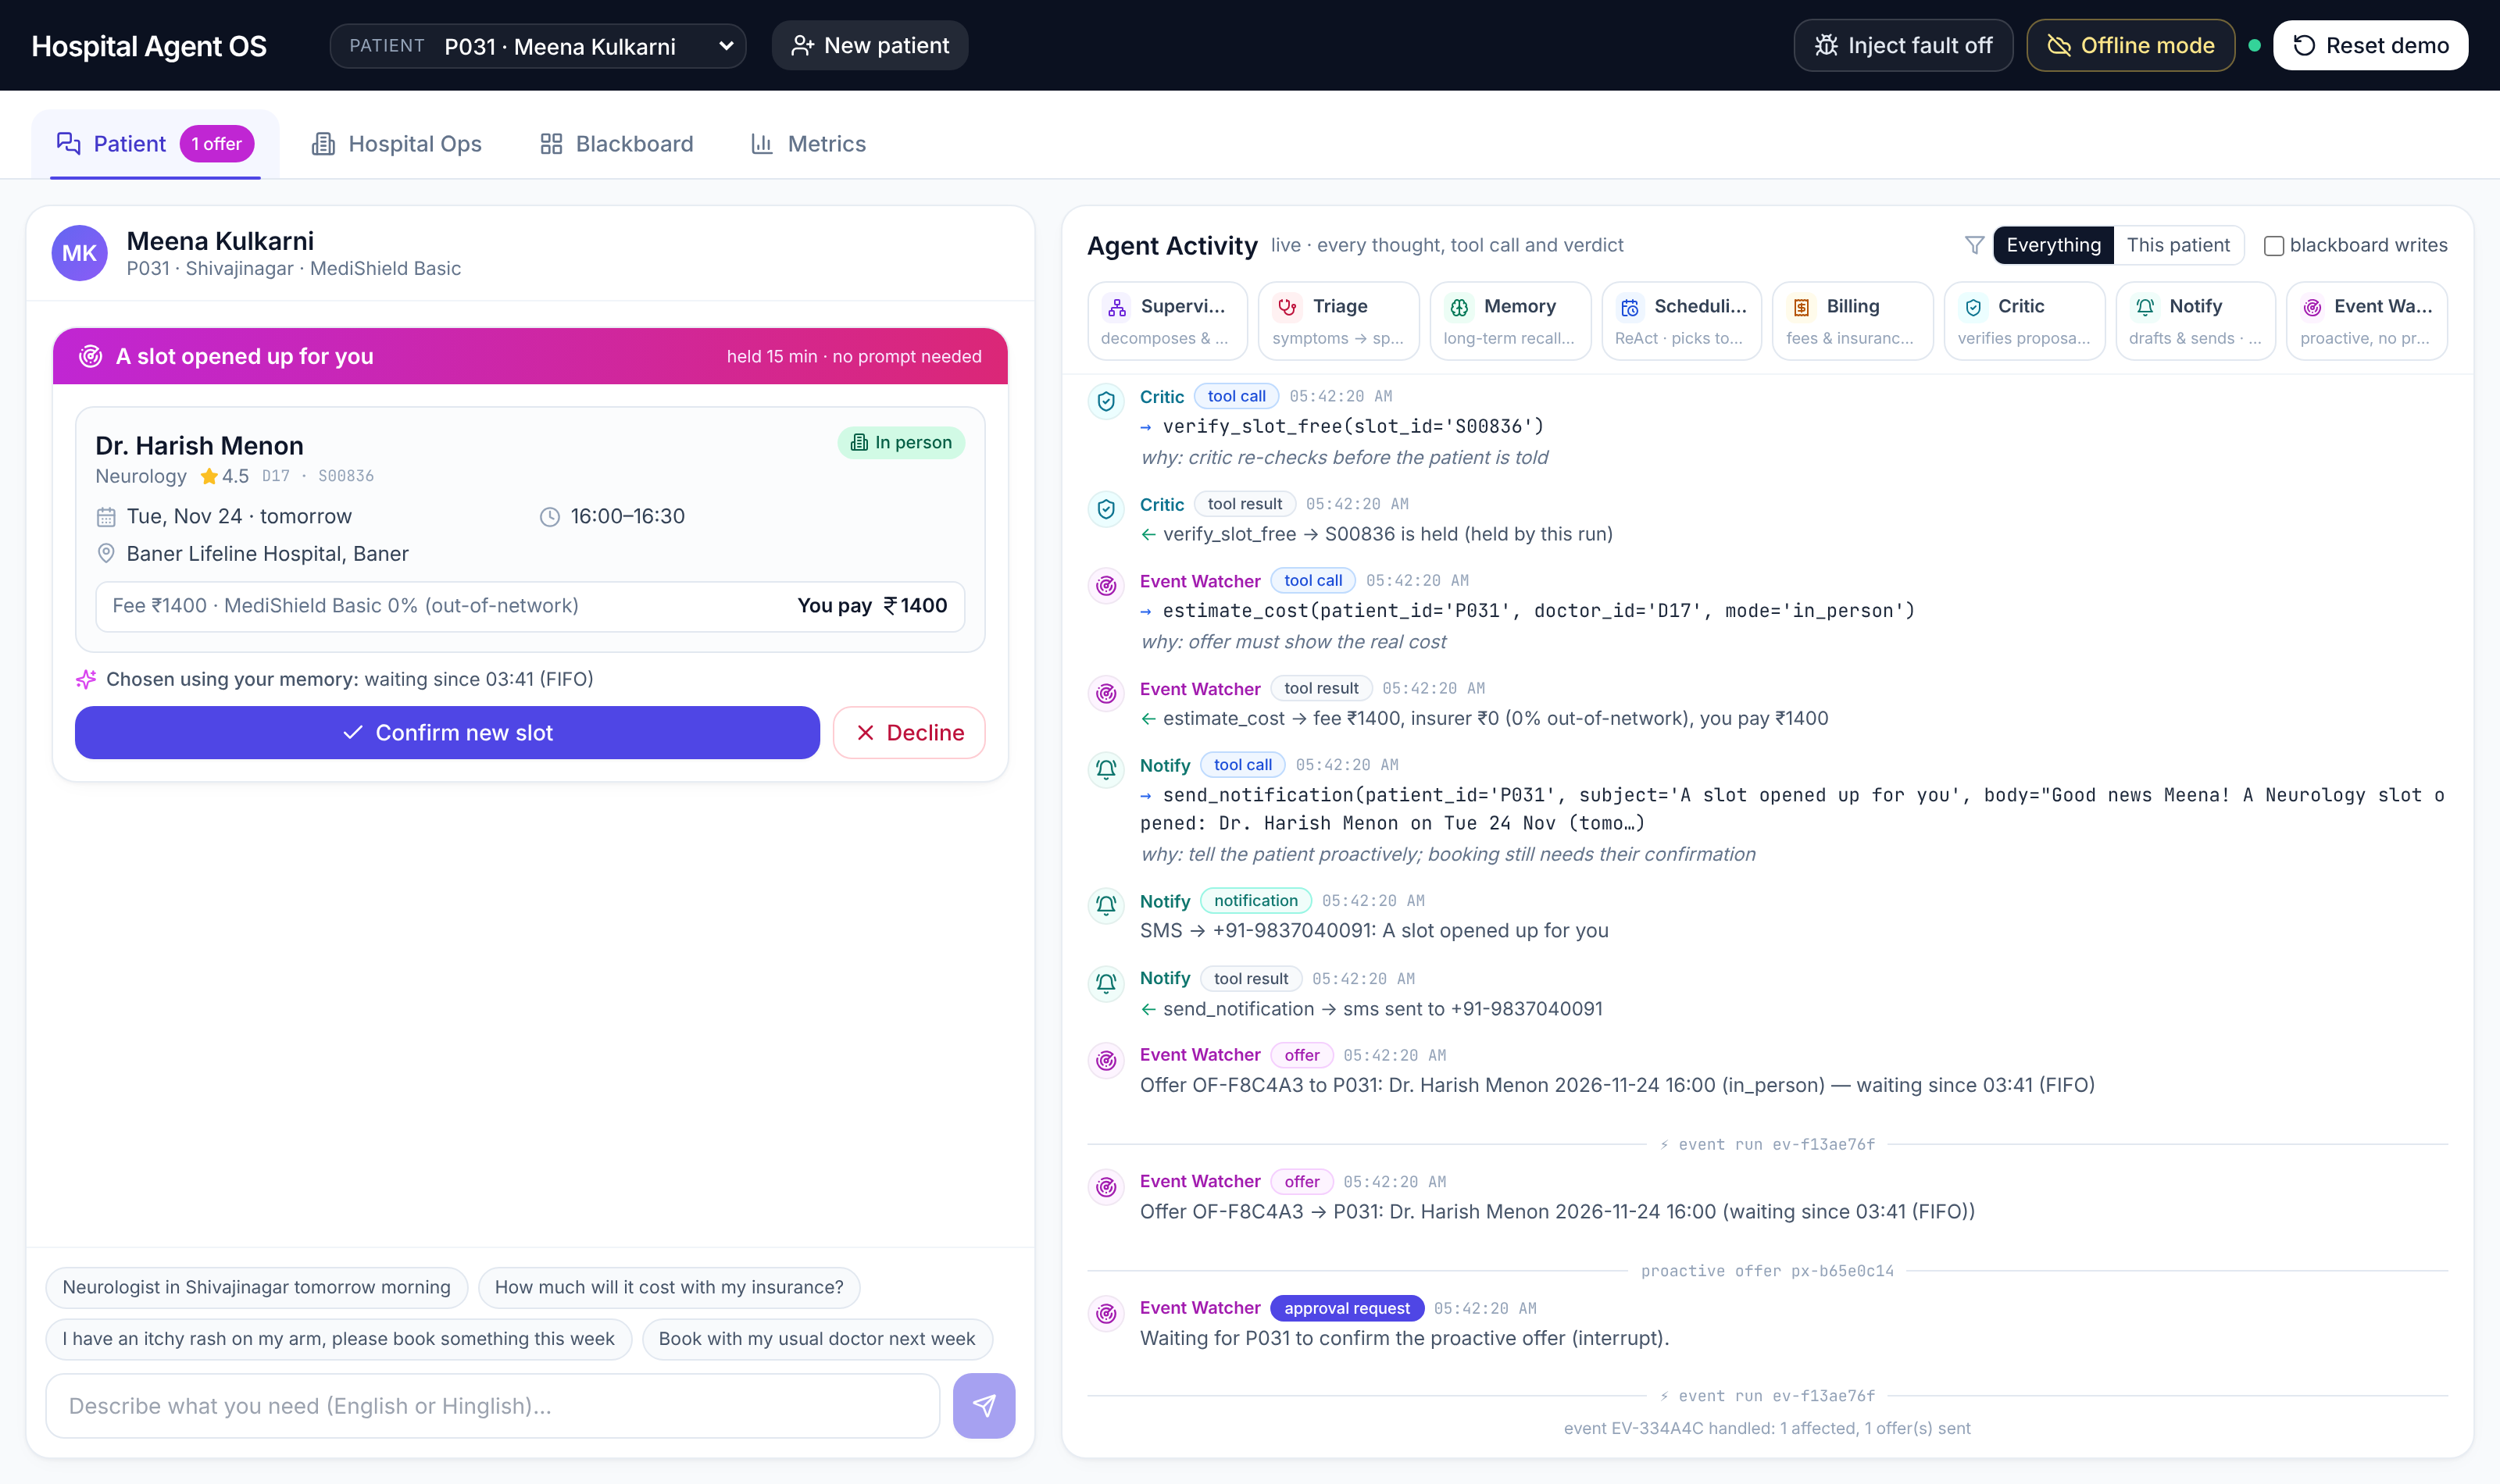 Hospital Agent OS
PATIENT P031 · Meena Kulkarni
New patient
Inject fault off
Offline mode
Reset demo
Patient 1 offer
Hospital Ops
Blackboard
Metrics
MK
Meena Kulkarni
P031 · Shivajinagar · MediShield Basic
A slot opened up for you
held 15 min · no prompt needed
Dr. Harish Menon
In person
Neurology 4.5 D17 · S00836
Tue, Nov 24 · tomorrow
16:00–16:30
Baner Lifeline Hospital, Baner
Fee ₹1400 · MediShield Basic 0% (out-of-network)
You pay ₹1400
Chosen using your memory: waiting since 03:41 (FIFO)
Confirm new slot
Decline
Neurologist in Shivajinagar tomorrow morning
How much will it cost with my insurance?
I have an itchy rash on my arm, please book something this week
Book with my usual doctor next week
Describe what you need (English or Hinglish)...
Agent Activity live · every thought, tool call and verdict
Everything
This patient
blackboard writes
Supervi...
decomposes & ...
Triage
symptoms → sp...
Memory
long-term recall...
Scheduli...
ReAct · picks to...
Billing
fees & insuranc...
Critic
verifies proposa...
Notify
drafts & sends · ...
Event Wa...
proactive, no pr...
Critic tool call 05:42:20 AM
→ verify_slot_free(slot_id='S00836')
why: critic re-checks before the patient is told
Critic tool result 05:42:20 AM
← verify_slot_free → S00836 is held (held by this run)
Event Watcher tool call 05:42:20 AM
→ estimate_cost(patient_id='P031', doctor_id='D17', mode='in_person')
why: offer must show the real cost
Event Watcher tool result 05:42:20 AM
← estimate_cost → fee ₹1400, insurer ₹0 (0% out-of-network), you pay ₹1400
Notify tool call 05:42:20 AM
→ send_notification(patient_id='P031', subject='A slot opened up for you', body="Good news Meena! A Neurology slot o
pened: Dr. Harish Menon on Tue 24 Nov (tomo…)
why: tell the patient proactively; booking still needs their confirmation
Notify notification 05:42:20 AM
SMS → +91-9837040091: A slot opened up for you
Notify tool result 05:42:20 AM
← send_notification → sms sent to +91-9837040091
Event Watcher offer 05:42:20 AM
Offer OF-F8C4A3 to P031: Dr. Harish Menon 2026-11-24 16:00 (in_person) — waiting since 03:41 (FIFO)
⚡ event run ev-f13ae76f
Event Watcher offer 05:42:20 AM
Offer OF-F8C4A3 → P031: Dr. Harish Menon 2026-11-24 16:00 (waiting since 03:41 (FIFO))
proactive offer px-b65e0c14
Event Watcher approval request 05:42:20 AM
Waiting for P031 to confirm the proactive offer (interrupt).
⚡ event run ev-f13ae76f
event EV-334A4C handled: 1 affected, 1 offer(s) sent